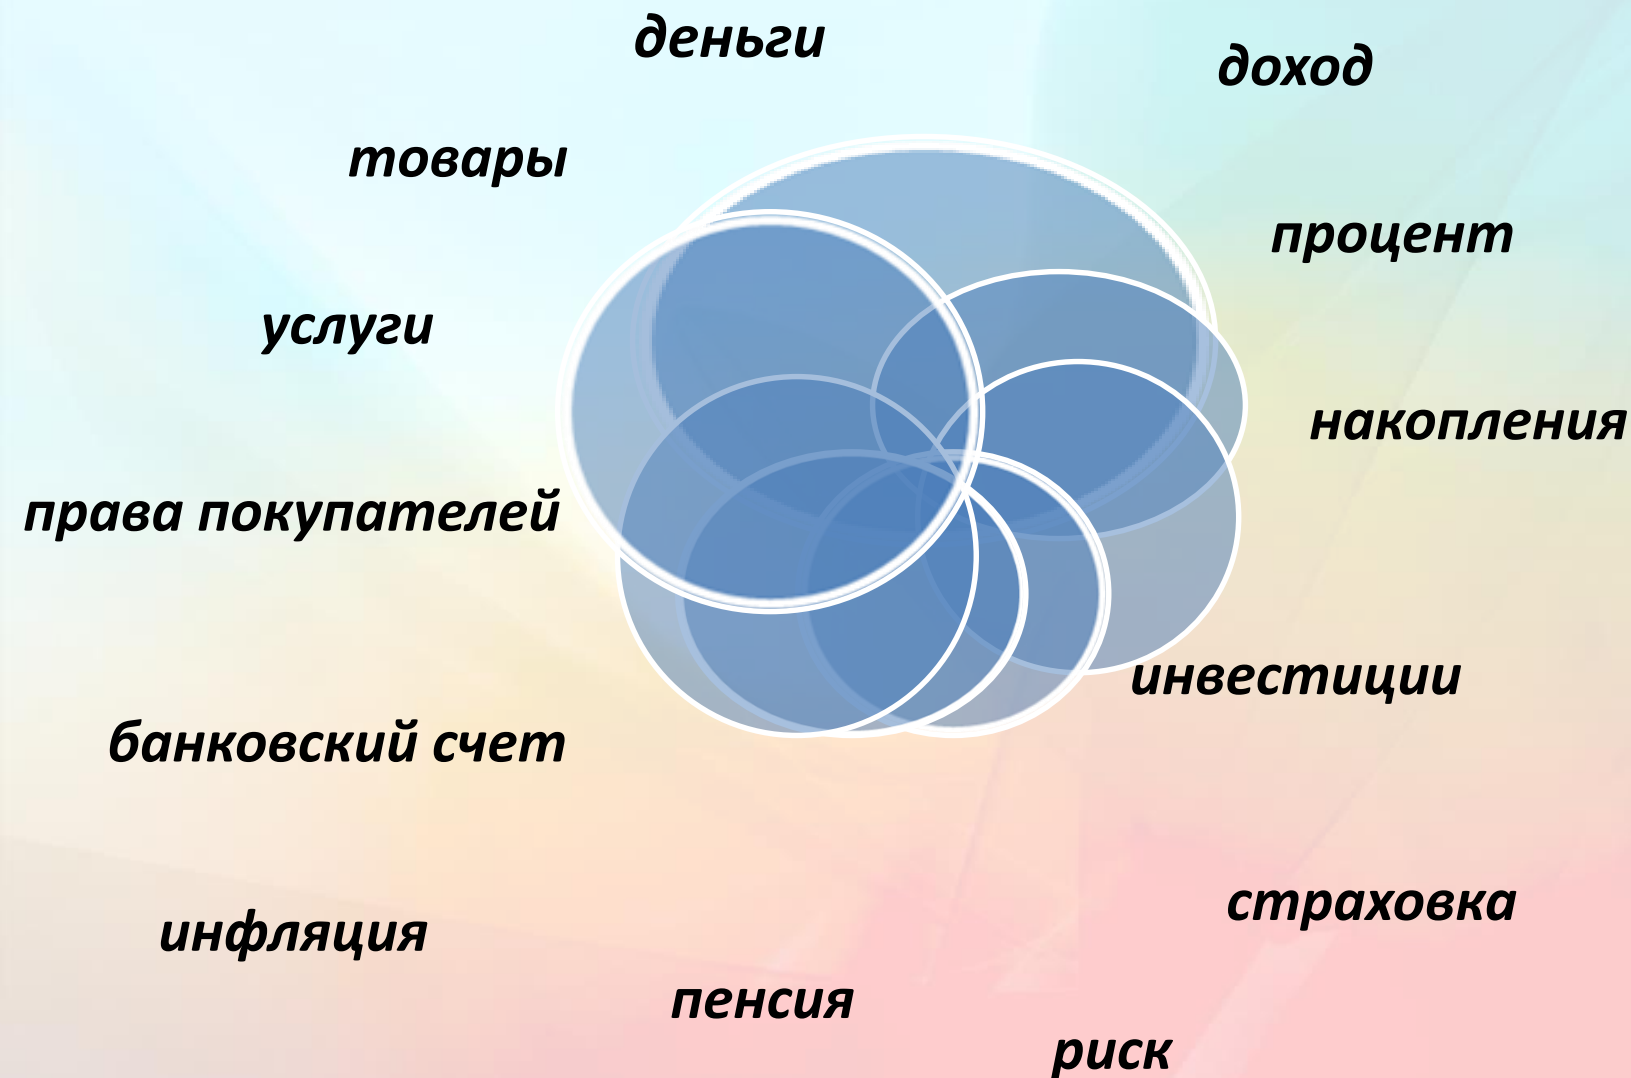 деньги
доход
товары
процент
услуги
накопления
права покупателей
инвестиции
банковский счет
страховка
инфляция
пенсия
риск